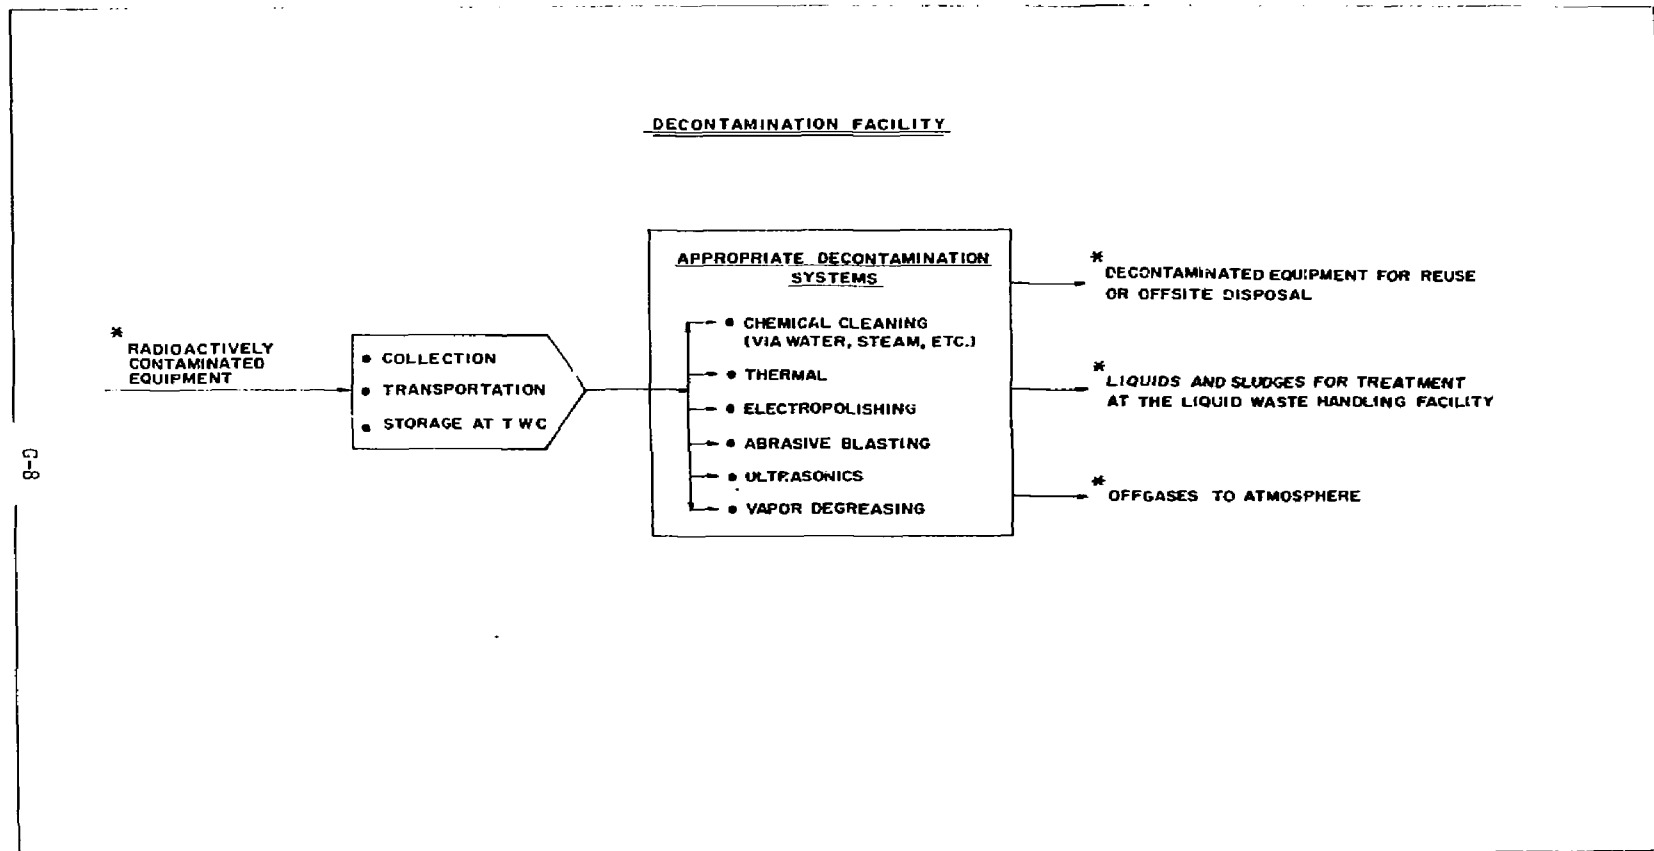 DECONTAMINATION FACILITY
*
RADIOACTIVELY
CONTAMINATED
EQUIPMENT
• COLLECTION
• TRANSPORTATION
• STORAGE AT TWC
APPROPRIATE DECONTAMINATION
SYSTEMS
• CHEMICAL CLEANING
(VIA WATER, STEAM, ETC.)
• THERMAL
• ELECTROPOLISHING
• ABRASIVE BLASTING
• ULTRASONICS
• VAPOR DEGREASING
*
DECONTAMINATED EQUIPMENT FOR REUSE
OR OFFSITE DISPOSAL
*
LIQUIDS AND SLUDGES FOR TREATMENT
AT THE LIQUID WASTE HANDLING FACILITY
*
OFFGASES TO ATMOSPHERE
G-8